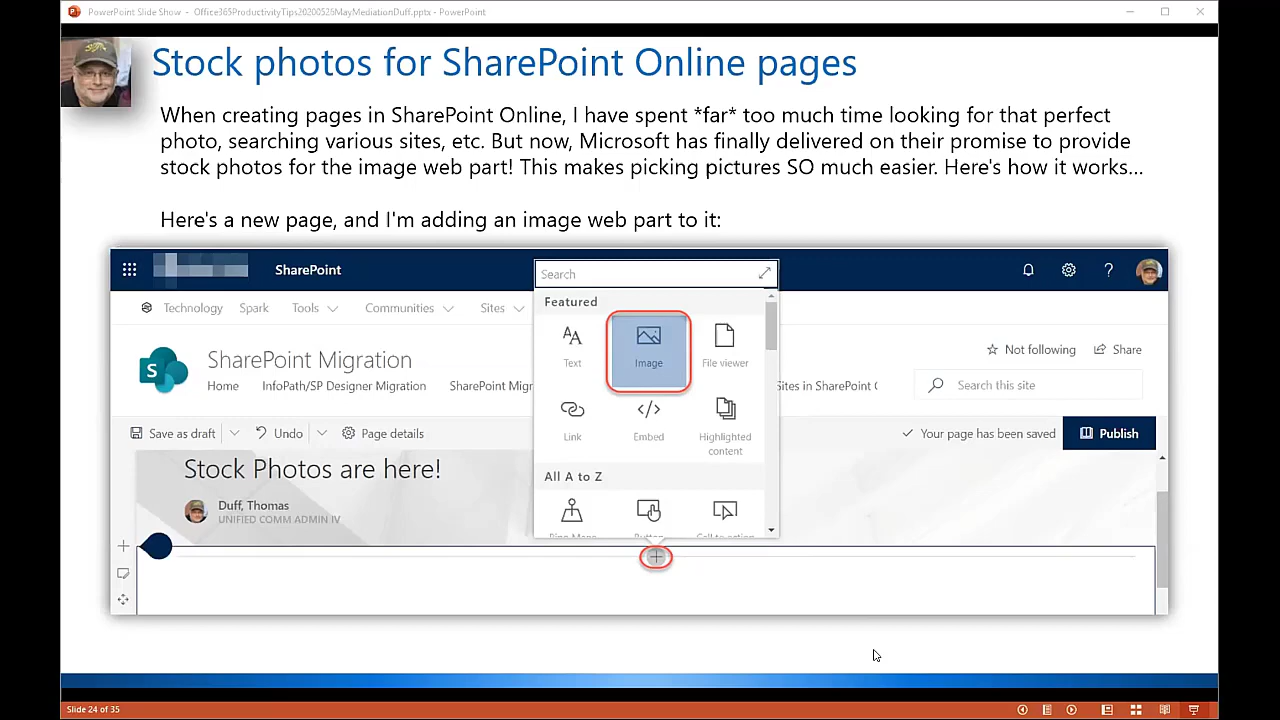 PowerPoint Slide Show - Office365ProductivityTips20200526MayMediationDuff.pptx - PowerPoint
Stock photos for SharePoint Online pages
When creating pages in SharePoint Online, I have spent *far* too much time looking for that perfect
photo, searching various sites, etc. But now, Microsoft has finally delivered on their promise to provide
stock photos for the image web part! This makes picking pictures SO much easier. Here's how it works...
Here's a new page, and I'm adding an image web part to it:
SharePoint
Search
Technology Spark Tools Communities Sites
Featured
Text Image File viewer
S
SharePoint Migration
Not following Share
Home InfoPath/SP Designer Migration SharePoint Migr Sites in SharePoint C
Search this site
Link Embed Highlighted
content
Save as draft Undo Page details
Your page has been saved Publish
Stock Photos are here!
All A to Z
Duff, Thomas
UNIFIED COMM ADMIN IV
Slide 24 of 35